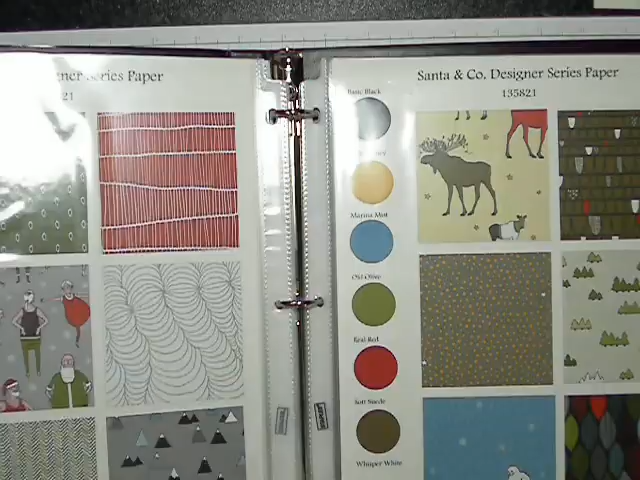 Series Paper
21
Santa & Co. Designer Series Paper
135821
Basic Black
Marina Mist
Old Olive
Real Red
Soft Suede
Whisper White